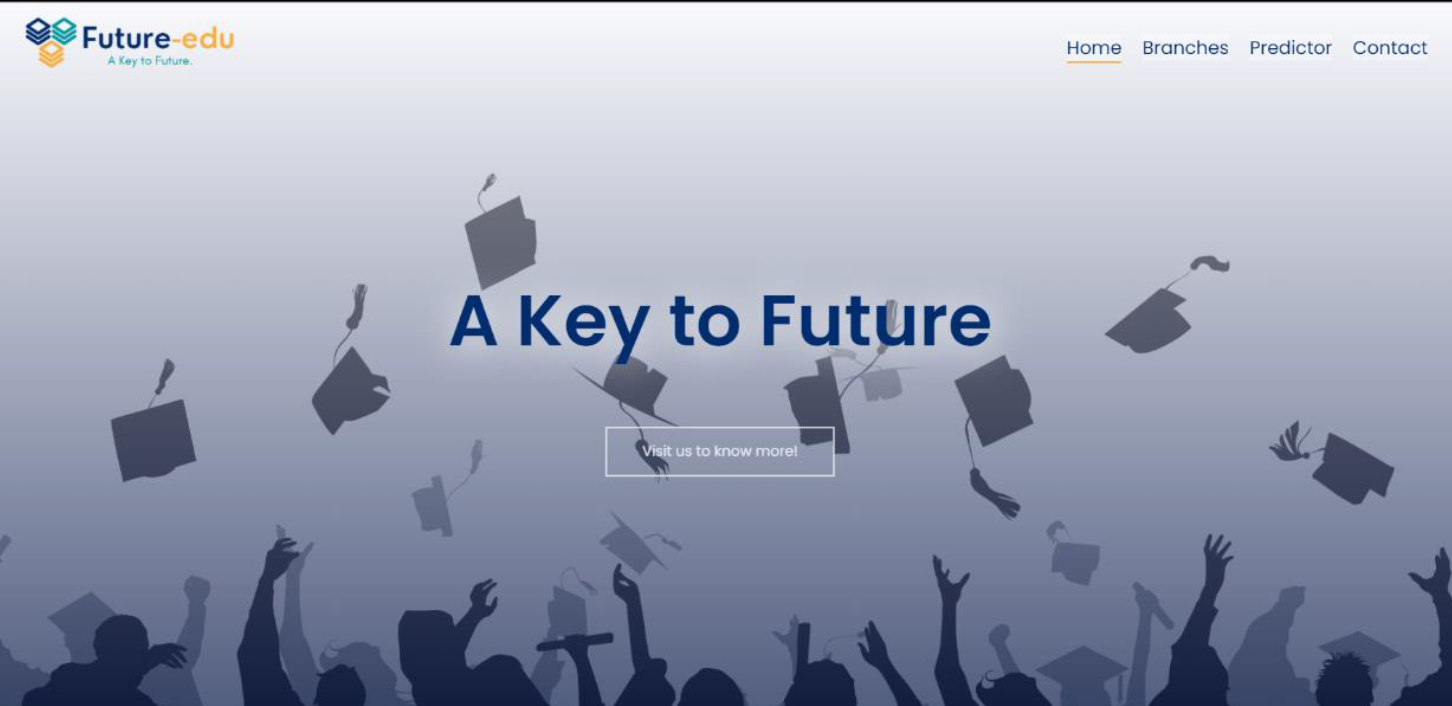 Future-edu
A Key to Future.
Home Branches Predictor Contact
A Key to Future
Visit us to know more!